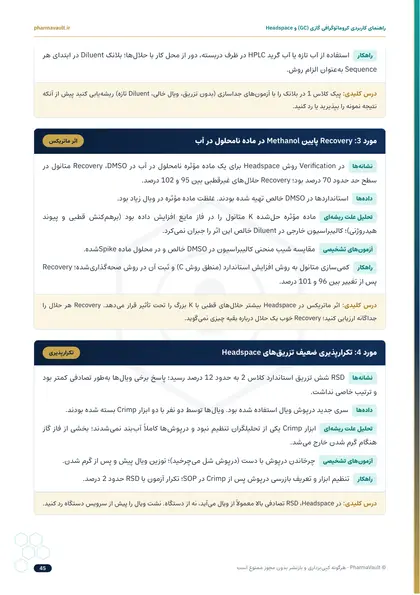 راهنمای کاربردی کروماتوگرافی گازی (GC) و Headspace
pharmavault.ir
راهکار استفاده از آب تازه یا آب گرید HPLC در ظرف دربسته، دور از محل کار با حلال‌ها؛ بلانک Diluent در ابتدای هر
Sequence به‌عنوان الزام روش.
درس کلیدی: پیک کلاس 1 در بلانک را با آزمون‌های جداسازی (بدون تزریق، ویال خالی، Diluent تازه) ریشه‌یابی کنید پیش از آنکه
نتیجه نمونه را بپذیرید یا رد کنید.
مورد 3: Recovery پایین Methanol در ماده نامحلول در آب
اثر ماتریکس
نشانه‌ها در Verification روش Headspace برای یک ماده مؤثره نامحلول در آب در DMSO، Recovery متانول در
سطح حد حدود 70 درصد بود؛ Recovery حلال‌های غیرقطبی بین 95 و 102 درصد.
داده‌ها استانداردها در DMSO خالص تهیه شده بودند. غلظت ماده مؤثره در ویال زیاد بود.
تحلیل علت ریشه‌ای ماده مؤثره حل‌شده K متانول را در فاز مایع افزایش داده بود (برهم‌کنش قطبی و پیوند
هیدروژنی)؛ کالیبراسیون خارجی در Diluent خالص این اثر را جبران نمی‌کرد.
آزمون‌های تشخیصی مقایسه شیب منحنی کالیبراسیون در DMSO خالص و در محلول ماده Spikeشده.
راهکار کمی‌سازی متانول به روش افزایش استاندارد (منطق روش C) و ثبت آن در روش صحه‌گذاری‌شده؛ Recovery
پس از تغییر بین 96 و 101 درصد.
درس کلیدی: اثر ماتریکس در Headspace بیشتر حلال‌های قطبی با K بزرگ را تحت تأثیر قرار می‌دهد. Recovery هر حلال را
جداگانه ارزیابی کنید؛ Recovery خوب یک حلال درباره بقیه چیزی نمی‌گوید.
مورد 4: تکرارپذیری ضعیف تزریق‌های Headspace
تکرارپذیری
نشانه‌ها RSD شش تزریق استاندارد کلاس 2 به حدود 12 درصد رسید؛ پاسخ برخی ویال‌ها به‌طور تصادفی کمتر بود
و ترتیب خاصی نداشت.
داده‌ها سری جدید درپوش ویال استفاده شده بود. ویال‌ها توسط دو نفر با دو ابزار Crimp بسته شده بودند.
تحلیل علت ریشه‌ای ابزار Crimp یکی از تحلیلگران تنظیم نبود و درپوش‌ها کاملاً آب‌بند نمی‌شدند؛ بخشی از فاز گاز
هنگام گرم شدن خارج می‌شد.
آزمون‌های تشخیصی چرخاندن درپوش با دست (درپوش شل می‌چرخید)؛ توزین ویال پیش و پس از گرم شدن.
راهکار تنظیم ابزار و تعریف بازرسی درپوش پس از Crimp در SOP؛ تکرار آزمون با RSD حدود 2 درصد.
درس کلیدی: در Headspace، RSD تصادفی بالا معمولاً از ویال می‌آید، نه از دستگاه. نشت ویال را پیش از سرویس دستگاه رد کنید.
© PharmaVault - هرگونه کپی‌برداری و بازنشر بدون مجوز ممنوع است
45